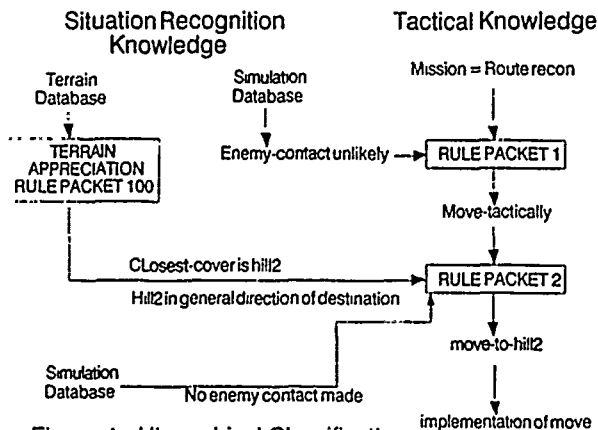 Situation Recognition
Knowledge
Tactical Knowledge
Terrain
Database
Simulation
Database
Mission = Route recon
TERRAIN
APPRECIATION
RULE PACKET 100
Enemy-contact unlikely
RULE PACKET 1
Move-tactically
CLosest-cover is hill2
Hill2 in general direction of destination
RULE PACKET 2
move-to-hill2
Simulation
Database
No enemy contact made
implementation of move